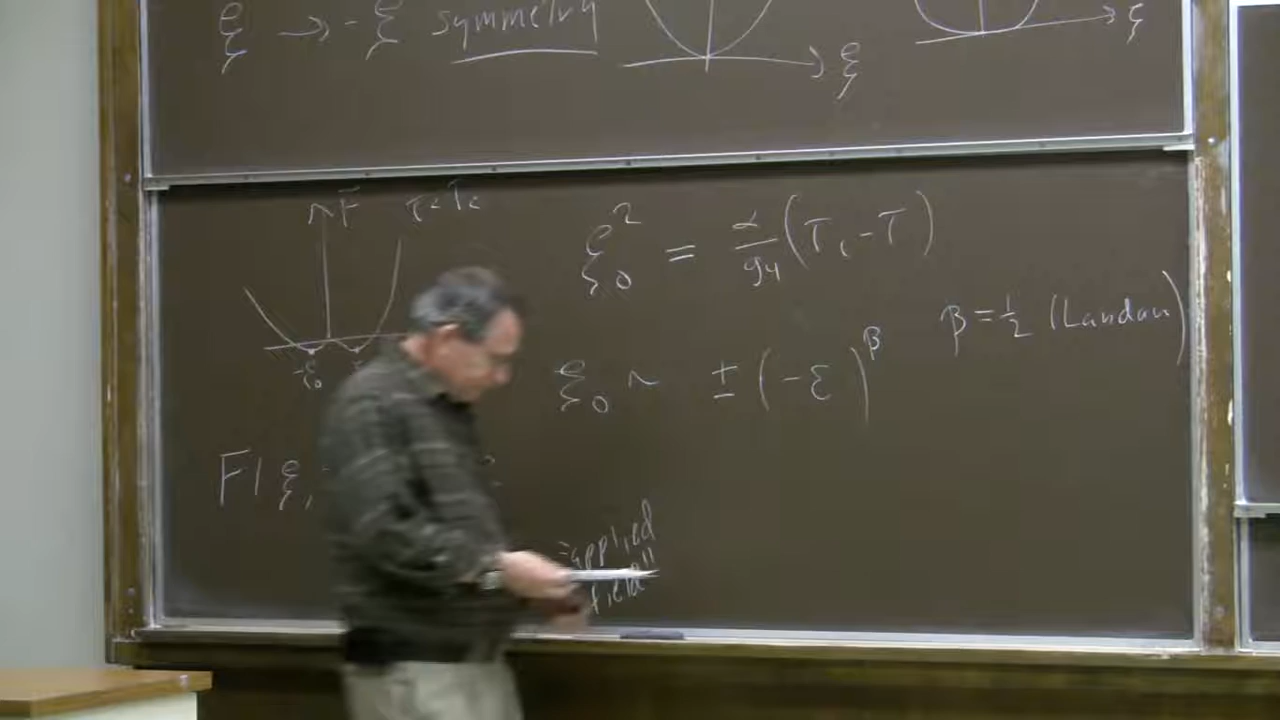 ξ → -ξ symmetry
ξ
ξ
F
T<Tc
ξ₀² = α/g₄ (Tc - T)
β = 1/2 (Landau)
ξ₀ ~ ± (-ε)^β
-ξ₀
F(ξ,
"applied
field"